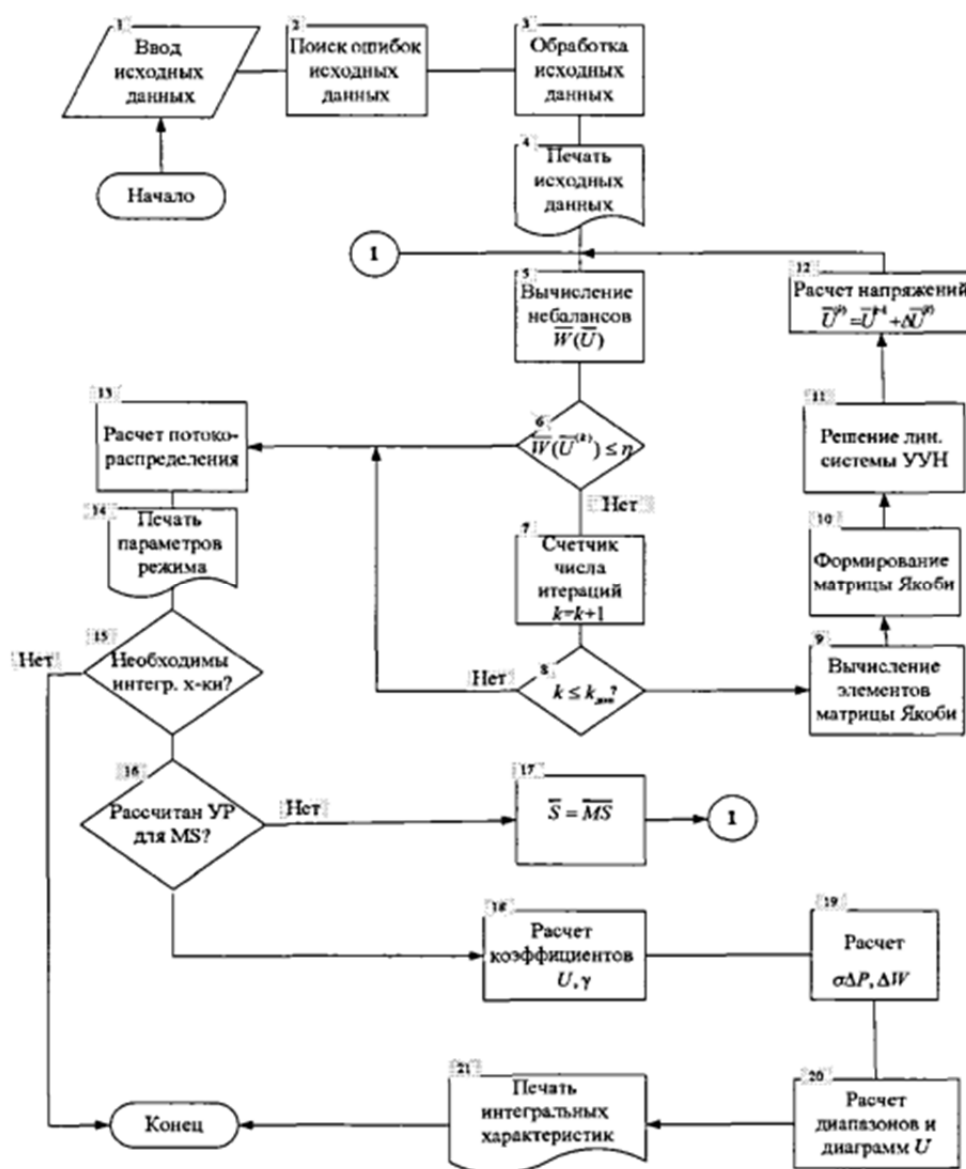 1
Ввод
исходных
данных
2
Поиск ошибок
исходных
данных
3
Обработка
исходных
данных
4
Печать
исходных
данных
Начало
1
5
Вычисление
небалансов
W̅(U̅)
12
Расчет напряжений
13
Расчет потоко-
распределения
6
W̅(U̅⁽ᵏ⁾) ≤ η
Нет
11
Решение лин.
системы УУН
14
Печать
параметров
режима
7
Счетчик
числа
итераций
k=k+1
10
Формирование
матрицы Якоби
15
Необходимы
интегр. х-ки?
Нет
8
k ≤ k ?
Нет
9
Вычисление
элементов
матрицы Якоби
16
Рассчитан УР
для MS?
Нет
17
S̅ = M̅S̅
1
18
Расчет
коэффициентов
U, γ
19
Расчет
σΔP, ΔW
20
Расчет
диапазонов и
диаграмм U
21
Печать
интегральных
характеристик
Конец